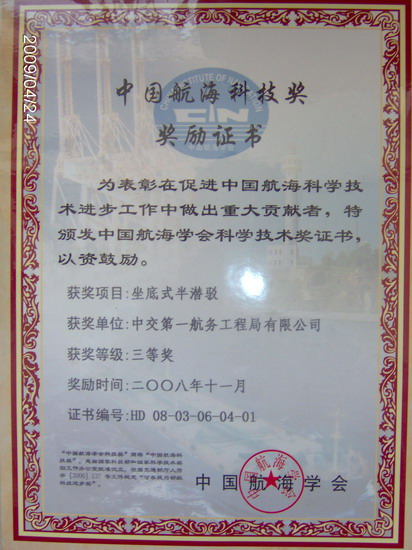 2009/04/24
中国航海科技奖
奖励证书
为表彰在促进中国航海科学技
术进步工作中做出重大贡献者，特
颁发中国航海学会科学技术奖证书，
以资鼓励。
获奖项目:坐底式半潜驳
获奖单位:中交第一航务工程局有限公司
获奖等级:三等奖
奖励时间:二〇〇八年十一月
证书编号:HD 08-03-06-04-01
中国航海学会